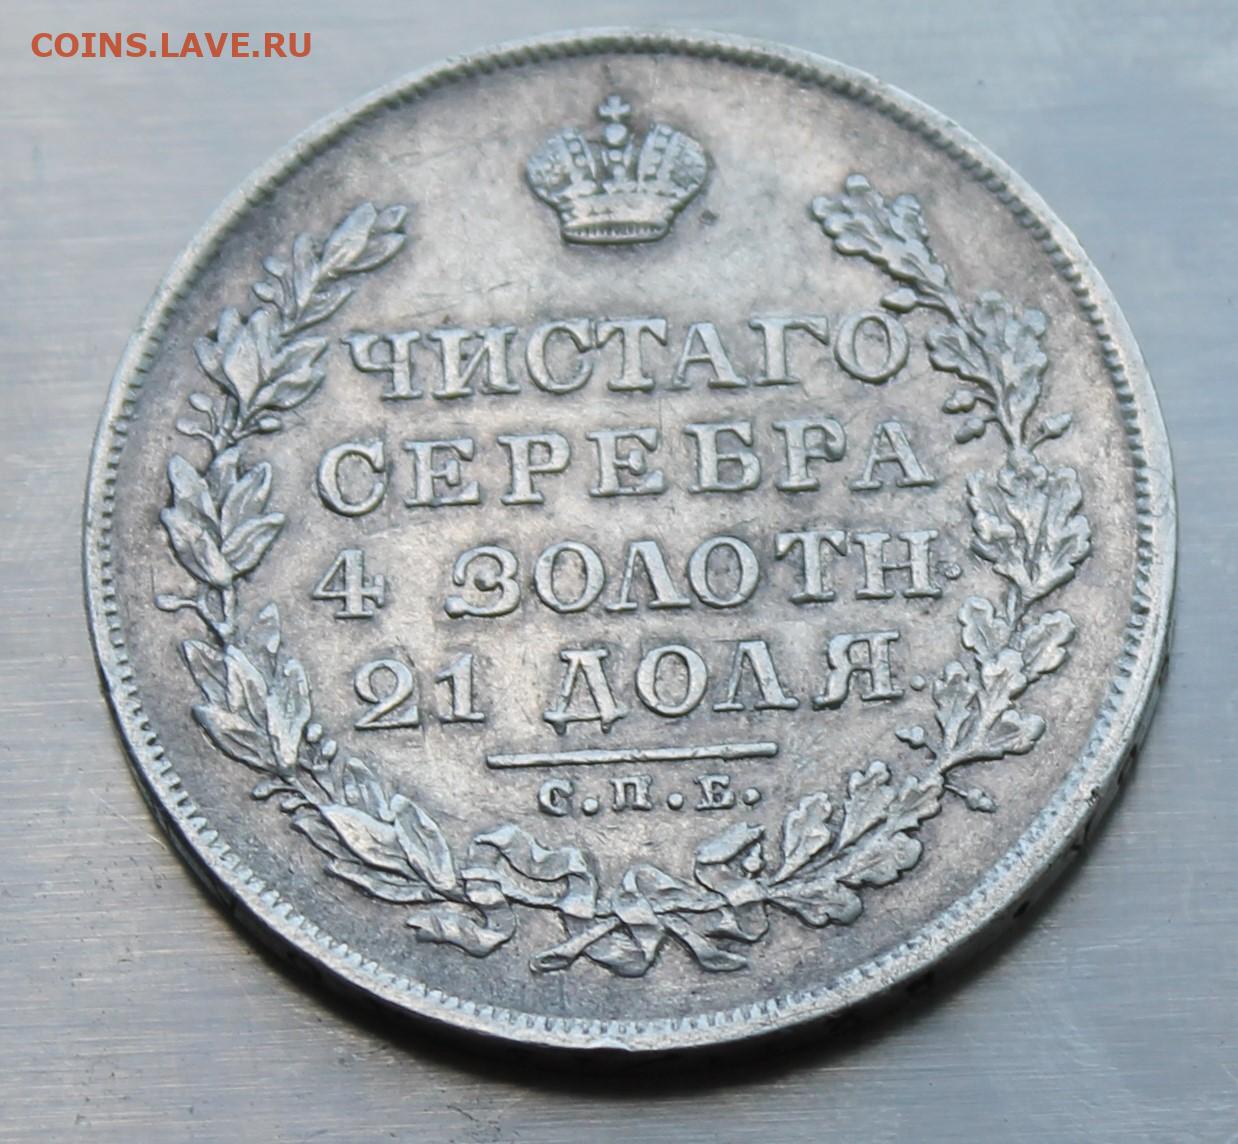 COINS.LAVE.RU
ЧИСТАГО
СЕРЕБРА
4 ЗОЛОТН.
21 ДОЛЯ.
С.П.Б.